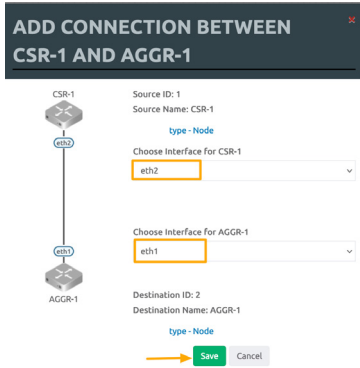 ADD CONNECTION BETWEEN
CSR-1 AND AGGR-1
CSR-1
eth2
eth1
AGGR-1
Source ID: 1
Source Name: CSR-1
type - Node
Choose Interface for CSR-1
eth2
Choose Interface for AGGR-1
eth1
Destination ID: 2
Destination Name: AGGR-1
type - Node
Save Cancel